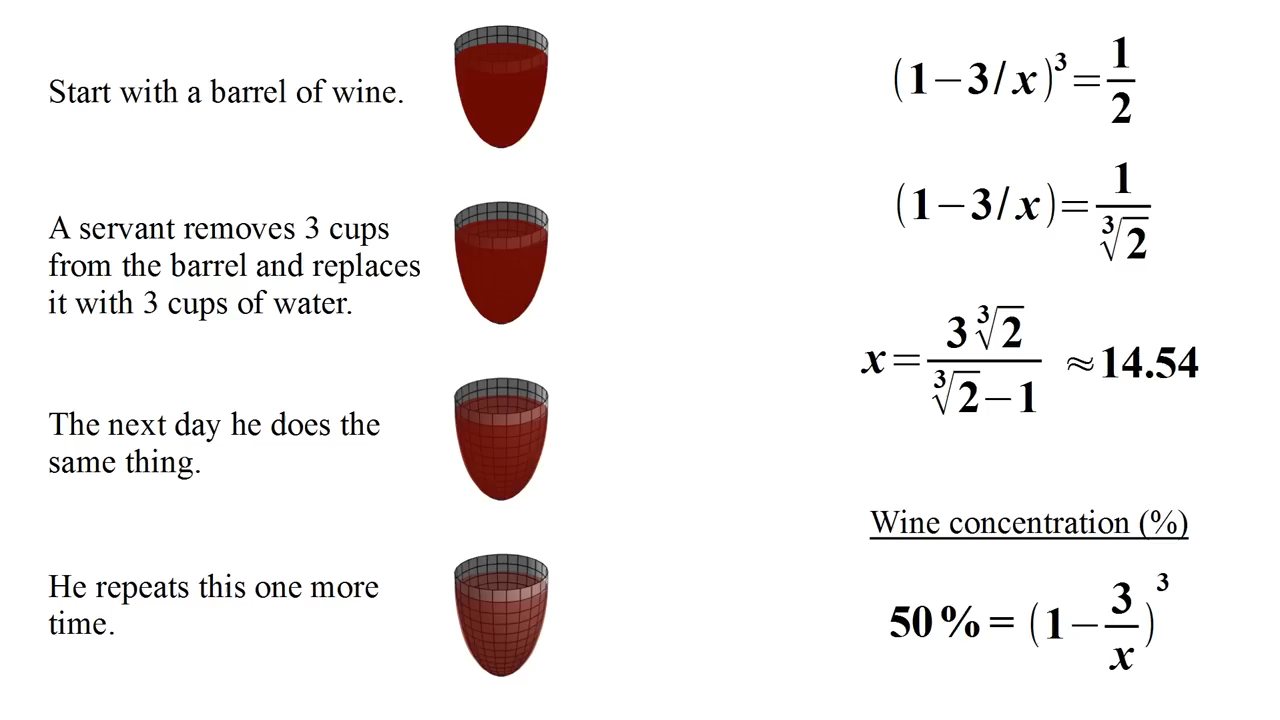 Start with a barrel of wine.
A servant removes 3 cups
from the barrel and replaces
it with 3 cups of water.
The next day he does the
same thing.
He repeats this one more
time.
(1−3/x)³=1/2
(1−3/x)=1/∛2
x=3∛2/(∛2−1) ≈14.54
Wine concentration (%)
50%=(1−3/x)³